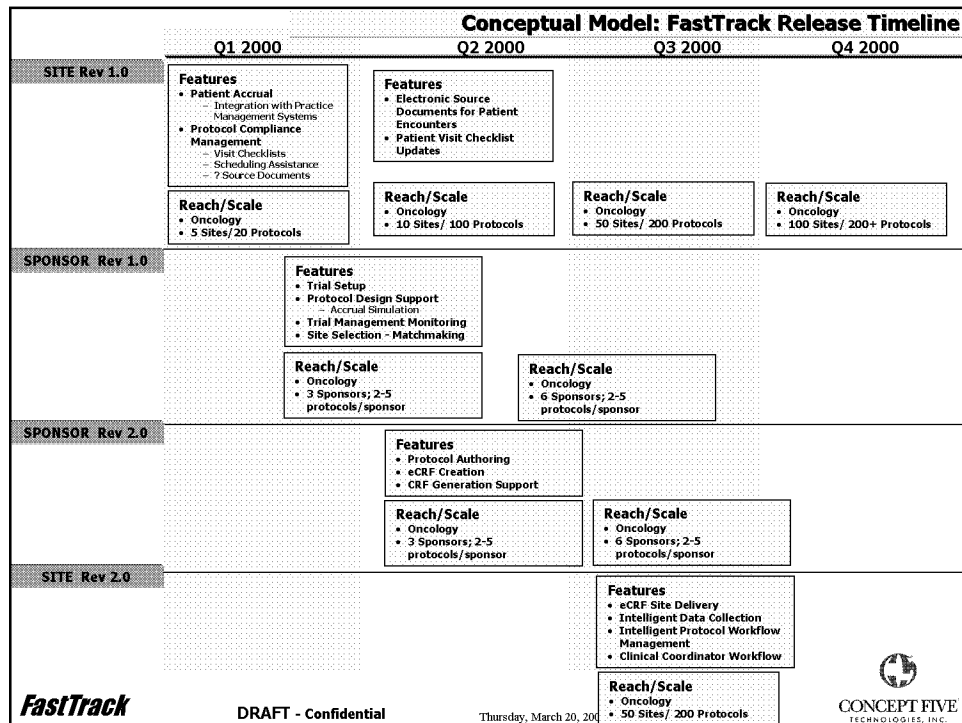 Conceptual Model: FastTrack Release Timeline
Q1 2000
Q2 2000
Q3 2000
Q4 2000
SITE Rev 1.0
Features
• Patient Accrual
– Integration with Practice
Management Systems
• Protocol Compliance
Management
– Visit Checklists
– Scheduling Assistance
– ? Source Documents
Features
• Electronic Source
Documents for Patient
Encounters
• Patient Visit Checklist
Updates
Reach/Scale
• Oncology
• 5 Sites/20 Protocols
Reach/Scale
• Oncology
• 10 Sites/ 100 Protocols
Reach/Scale
• Oncology
• 50 Sites/ 200 Protocols
Reach/Scale
• Oncology
• 100 Sites/ 200+ Protocols
SPONSOR Rev 1.0
Features
• Trial Setup
• Protocol Design Support
– Accrual Simulation
• Trial Management Monitoring
• Site Selection - Matchmaking
Reach/Scale
• Oncology
• 3 Sponsors; 2-5
protocols/sponsor
Reach/Scale
• Oncology
• 6 Sponsors; 2-5
protocols/sponsor
SPONSOR Rev 2.0
Features
• Protocol Authoring
• eCRF Creation
• CRF Generation Support
Reach/Scale
• Oncology
• 3 Sponsors; 2-5
protocols/sponsor
Reach/Scale
• Oncology
• 6 Sponsors; 2-5
protocols/sponsor
SITE Rev 2.0
Features
• eCRF Site Delivery
• Intelligent Data Collection
• Intelligent Protocol Workflow
Management
• Clinical Coordinator Workflow
Reach/Scale
• Oncology
• 50 Sites/ 200 Protocols
FastTrack
DRAFT - Confidential
Thursday, March 20, 200
CONCEPT FIVE
TECHNOLOGIES, INC.